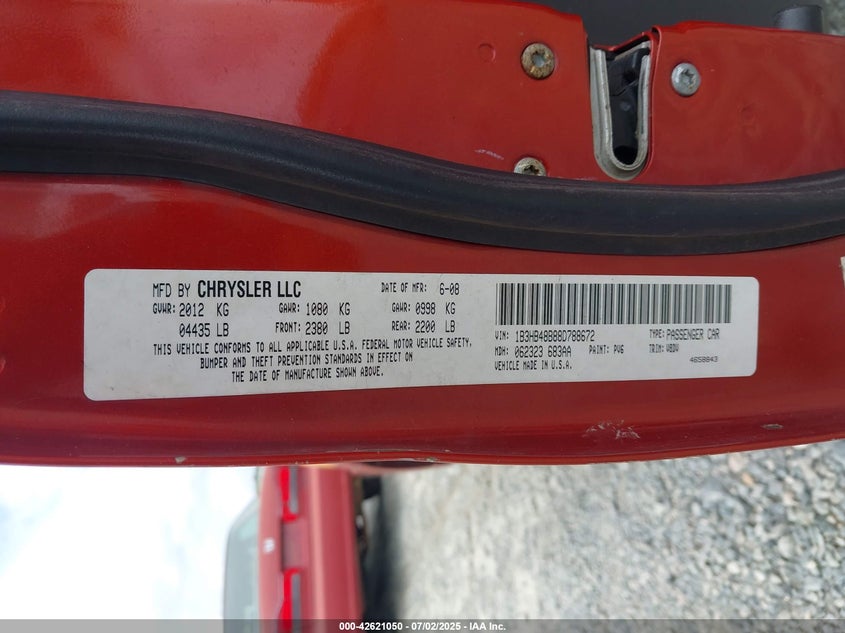 MFD BY CHRYSLER LLC DATE OF MFR: 6-08
GVWR: 2012 KG GAWR: 1080 KG GAWR: 0998 KG
04435 LB FRONT: 2380 LB REAR: 2200 LB
THIS VEHICLE CONFORMS TO ALL APPLICABLE U.S.A. FEDERAL MOTOR VEHICLE SAFETY,
BUMPER AND THEFT PREVENTION STANDARDS IN EFFECT ON
THE DATE OF MANUFACTURE SHOWN ABOVE.
VIN: 1B3HB48B88D788672 TYPE: PASSENGER CAR
MDH: 062323 683AA PAINT: PV6 TRIM: VBDV
VEHICLE MADE IN U.S.A. 4658843
000-42621050 - 07/02/2025 - IAA Inc.